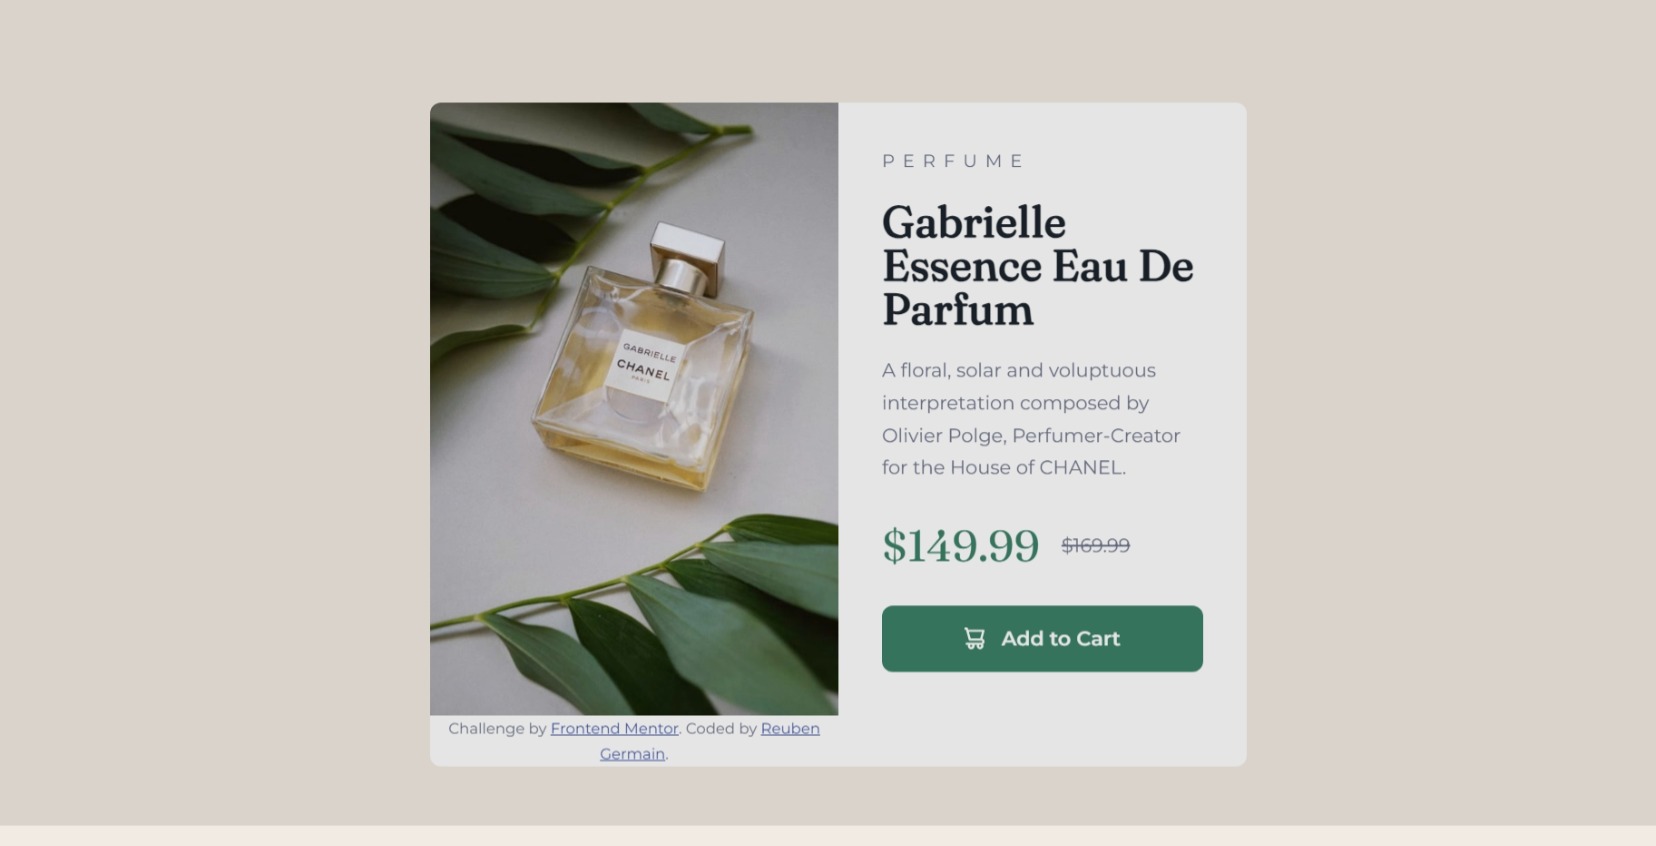 PERFUME
Gabrielle
Essence Eau De
Parfum
A floral, solar and voluptuous
interpretation composed by
Olivier Polge, Perfumer-Creator
for the House of CHANEL.
$149.99 $169.99
Add to Cart
GABRIELLE
CHANEL
PARIS
Challenge by Frontend Mentor. Coded by Reuben
Germain.